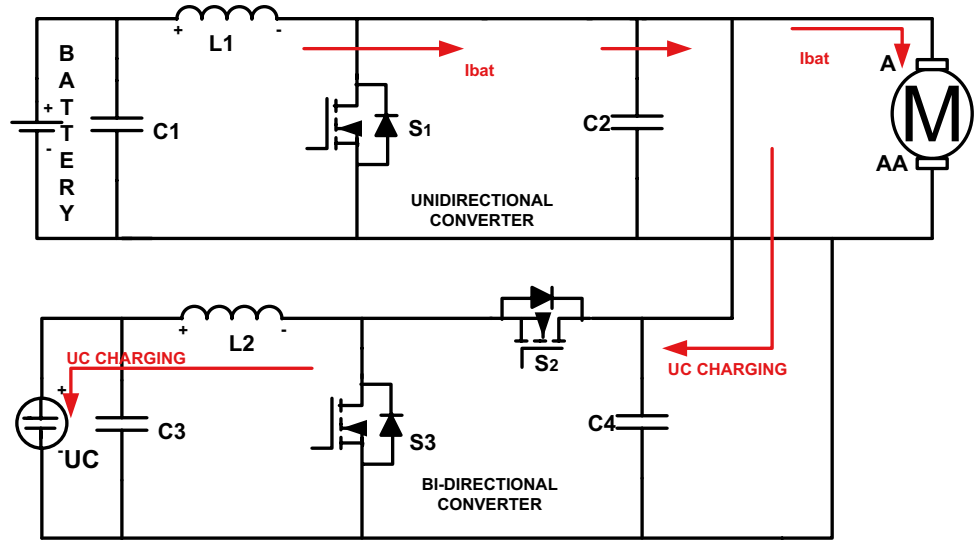 BATTERY
+
-
C1
+ L1 -
Ibat
S1
C2
Ibat
A
M
AA
UNIDIRECTIONAL
CONVERTER
+ L2 -
S2
UC CHARGING
UC CHARGING
+
-
UC
C3
S3
C4
BI-DIRECTIONAL
CONVERTER